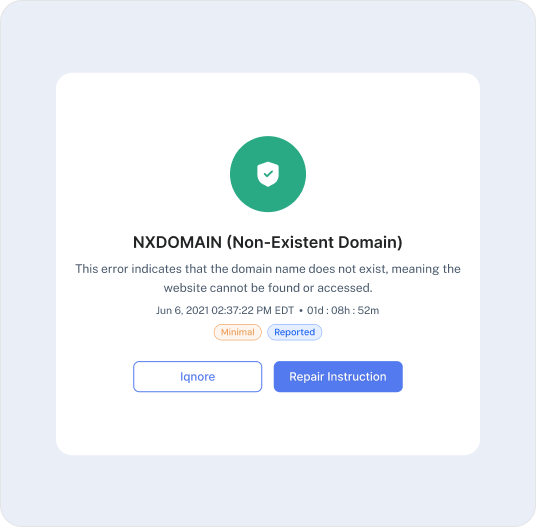 NXDOMAIN (Non-Existent Domain)
This error indicates that the domain name does not exist, meaning the
website cannot be found or accessed.
Jun 6, 2021 02:37:22 PM EDT • 01d : 08h : 52m
Minimal Reported
Iqnore Repair Instruction